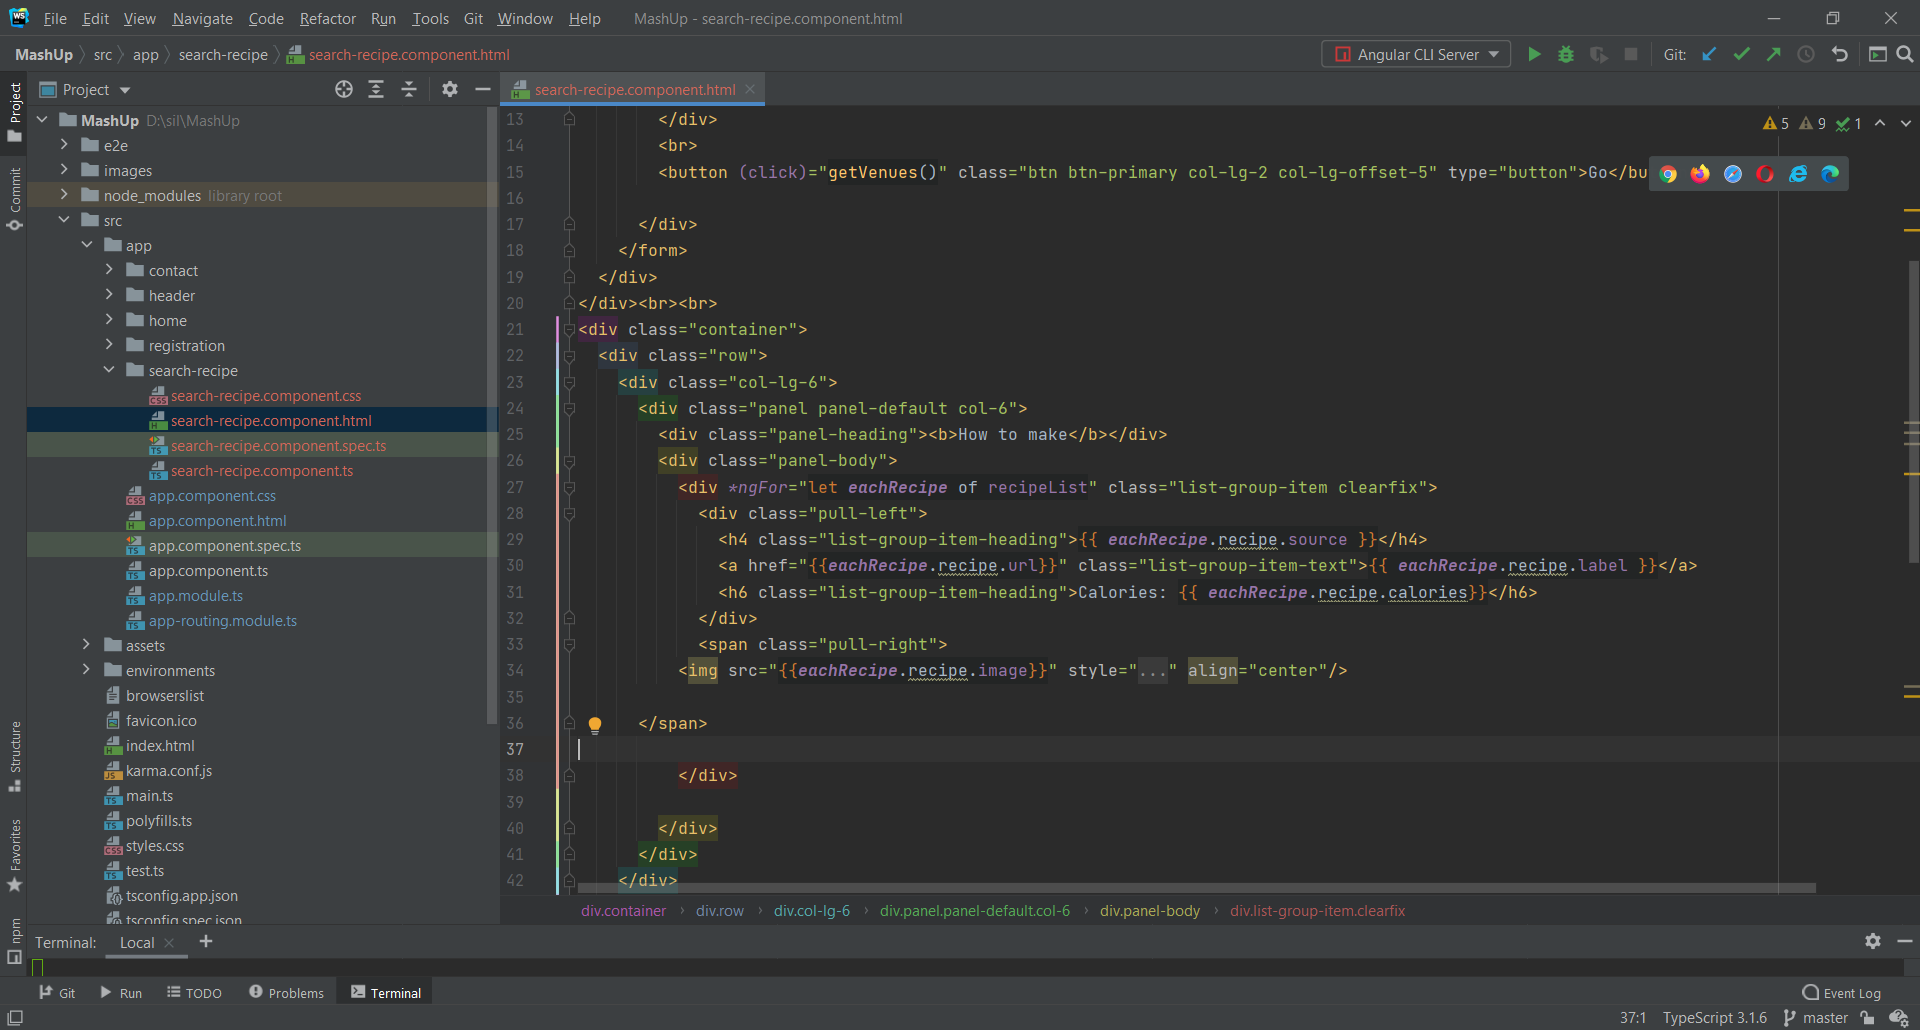 WS File Edit View Navigate Code Refactor Run Tools Git Window Help MashUp - search-recipe.component.html
MashUp src app search-recipe search-recipe.component.html Angular CLI Server Git:
Project
search-recipe.component.html
MashUp D:\sil\MashUp
e2e
images
node_modules library root
src
app
contact
header
home
registration
search-recipe
search-recipe.component.css
search-recipe.component.html
search-recipe.component.spec.ts
search-recipe.component.ts
app.component.css
app.component.html
app.component.spec.ts
app.component.ts
app.module.ts
app-routing.module.ts
assets
environments
browserslist
favicon.ico
index.html
karma.conf.js
main.ts
polyfills.ts
styles.css
test.ts
tsconfig.app.json
tsconfig.spec.json
Project
Commit
Structure
Favorites
npm
5 9 1
13 </div>
14 <br>
15 <button (click)="getVenues()" class="btn btn-primary col-lg-2 col-lg-offset-5" type="button">Go</bu
16
17 </div>
18 </form>
19 </div>
20 </div><br><br>
21 <div class="container">
22 <div class="row">
23 <div class="col-lg-6">
24 <div class="panel panel-default col-6">
25 <div class="panel-heading"><b>How to make</b></div>
26 <div class="panel-body">
27 <div *ngFor="let eachRecipe of recipeList" class="list-group-item clearfix">
28 <div class="pull-left">
29 <h4 class="list-group-item-heading">{{ eachRecipe.recipe.source }}</h4>
30 <a href="{{eachRecipe.recipe.url}}" class="list-group-item-text">{{ eachRecipe.recipe.label }}</a>
31 <h6 class="list-group-item-heading">Calories: {{ eachRecipe.recipe.calories}}</h6>
32 </div>
33 <span class="pull-right">
34 <img src="{{eachRecipe.recipe.image}}" style="..." align="center"/>
35
36 </span>
37
38 </div>
39
40 </div>
41 </div>
42 </div>
div.container div.row div.col-lg-6 div.panel.panel-default.col-6 div.panel-body div.list-group-item.clearfix
Terminal: Local
Git Run TODO Problems Terminal Event Log
37:1 TypeScript 3.1.6 master